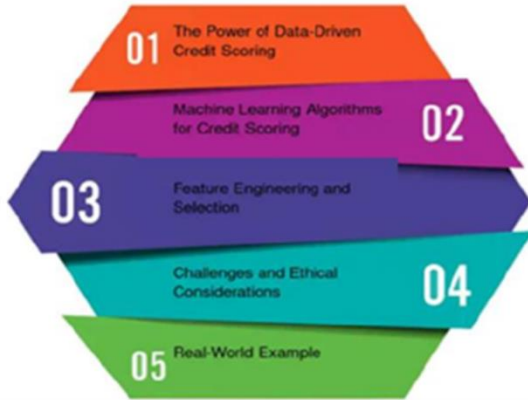 01 The Power of Data-Driven
Credit Scoring
Machine Learning Algorithms
for Credit Scoring 02
03 Feature Engineering and
Selection
Challenges and Ethical
Considerations 04
05 Real-World Example